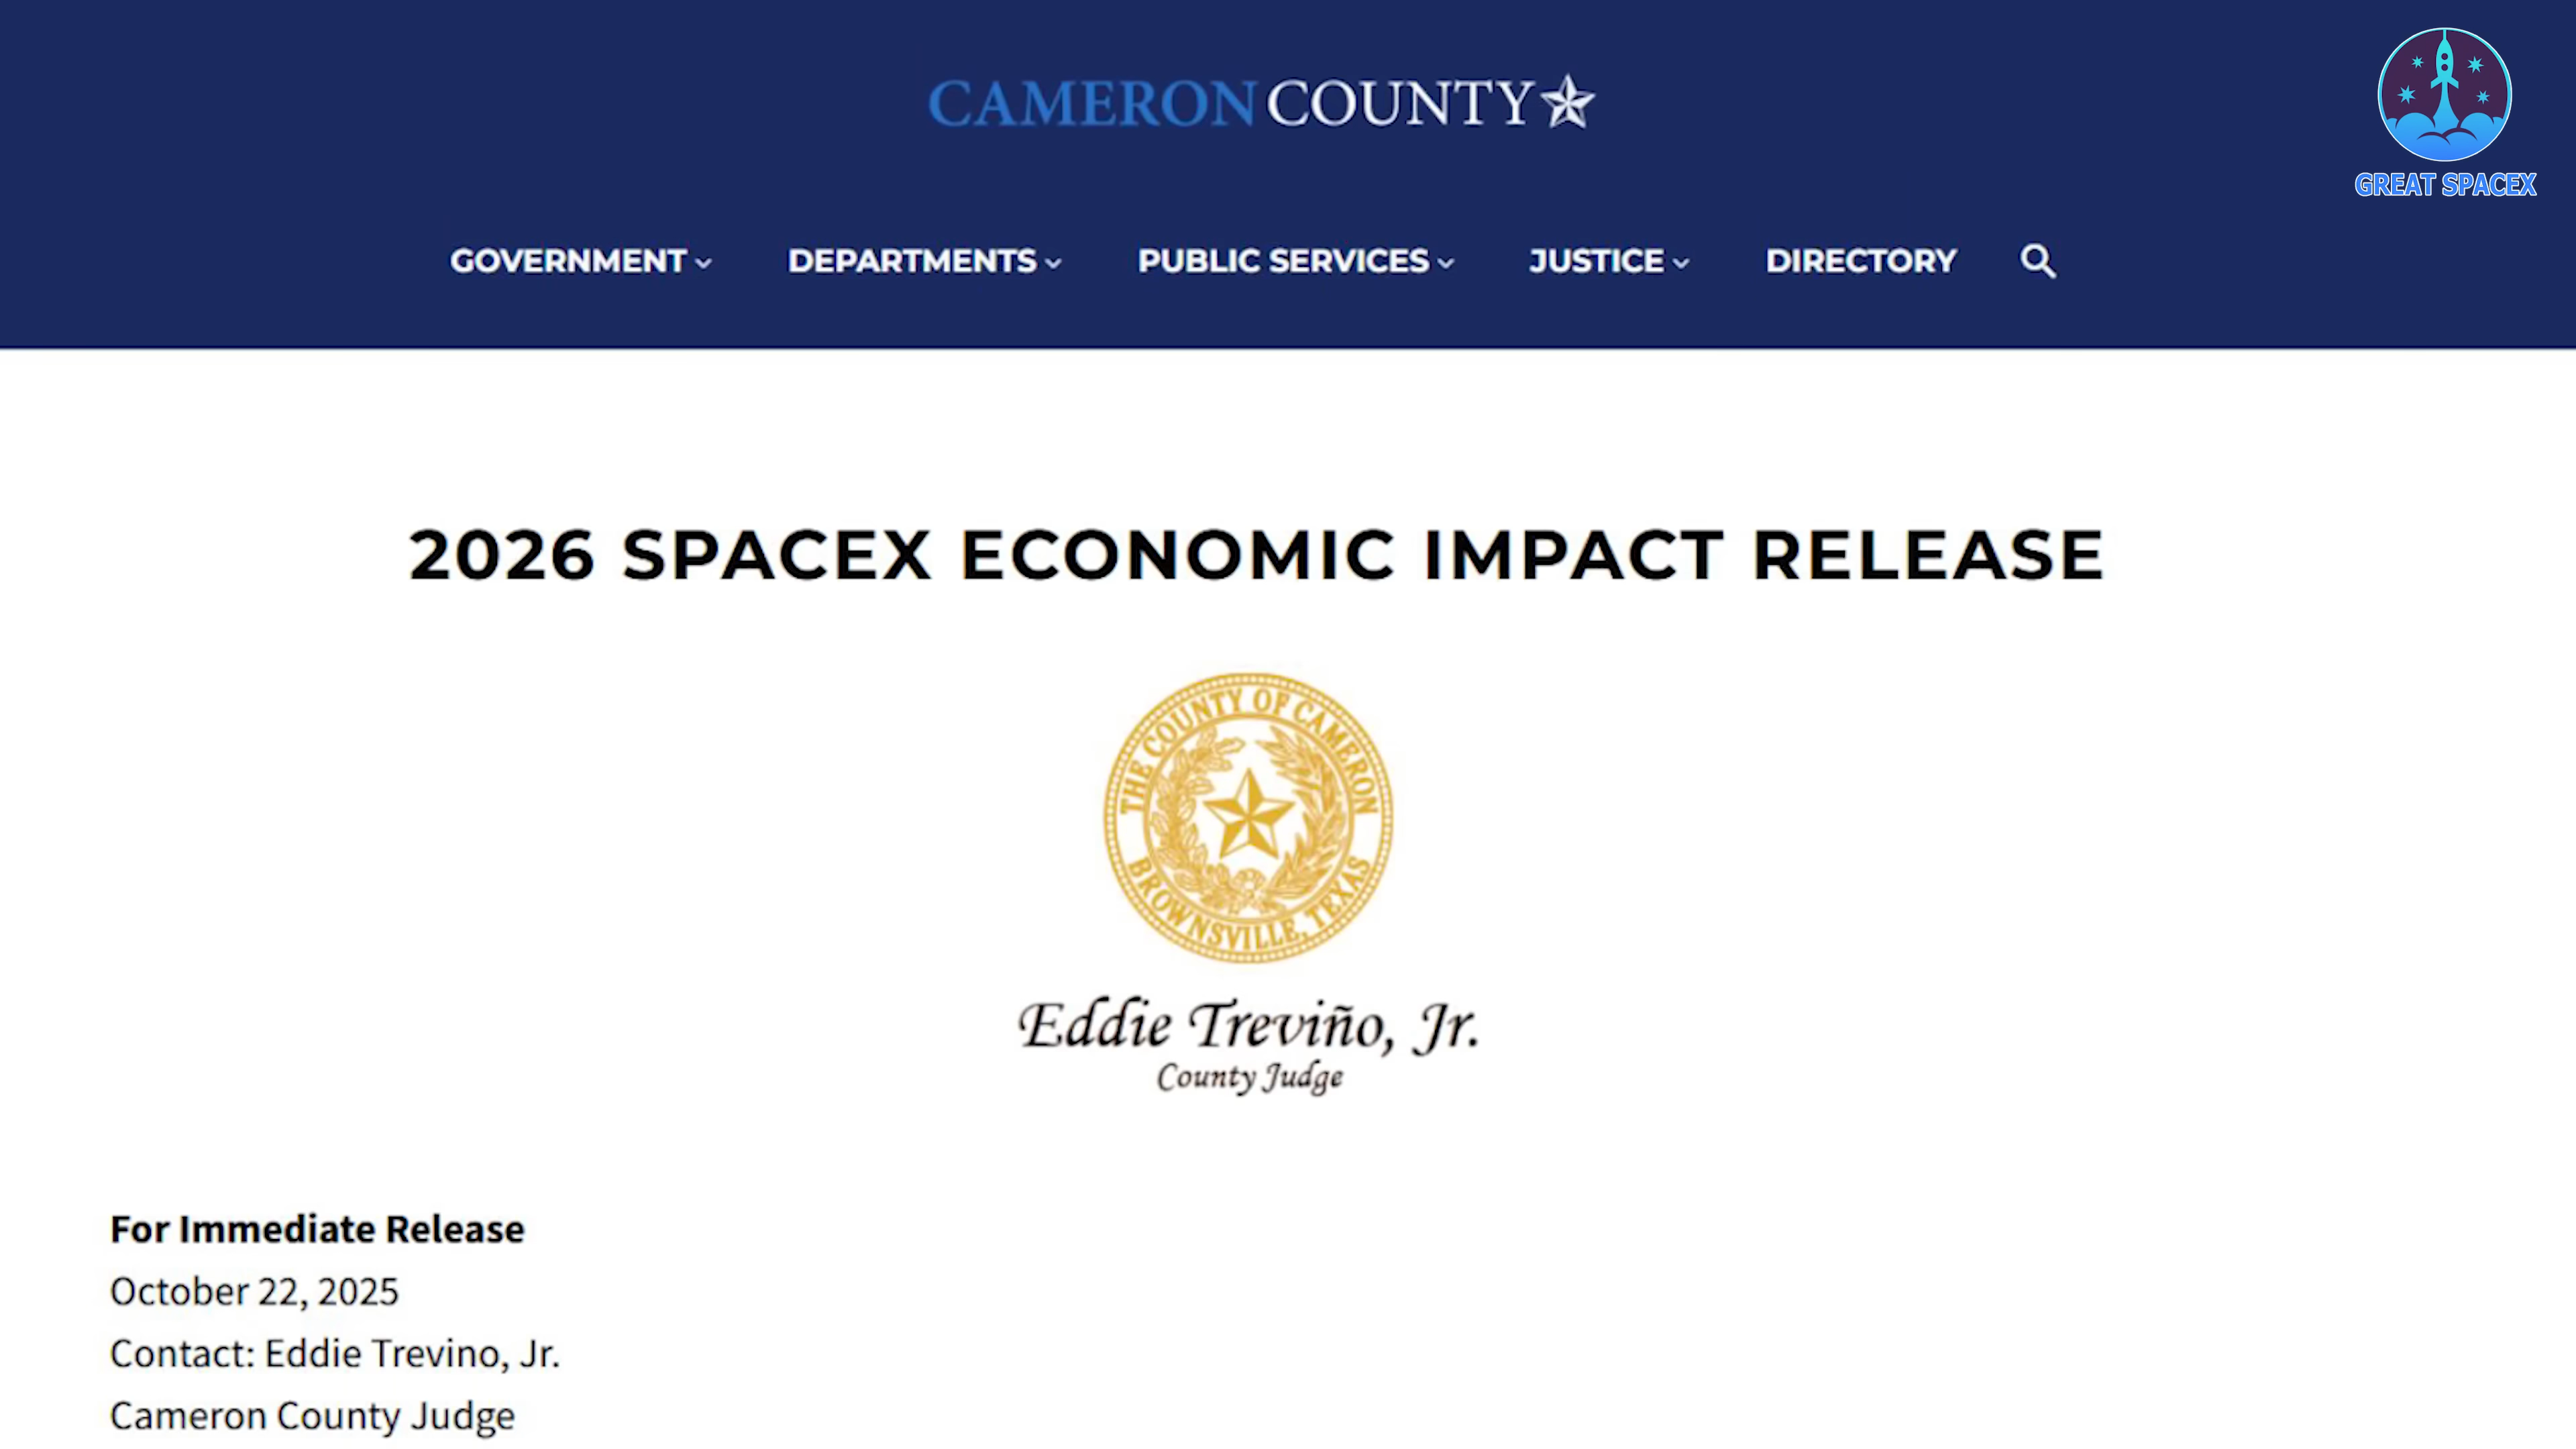 CAMERON COUNTY
GREAT SPACEX
GOVERNMENT
DEPARTMENTS
PUBLIC SERVICES
JUSTICE
DIRECTORY
2026 SPACEX ECONOMIC IMPACT RELEASE
THE COUNTY OF CAMERON
BROWNSVILLE, TEXAS
Eddie Treviño, Jr.
County Judge
For Immediate Release
October 22, 2025
Contact: Eddie Trevino, Jr.
Cameron County Judge